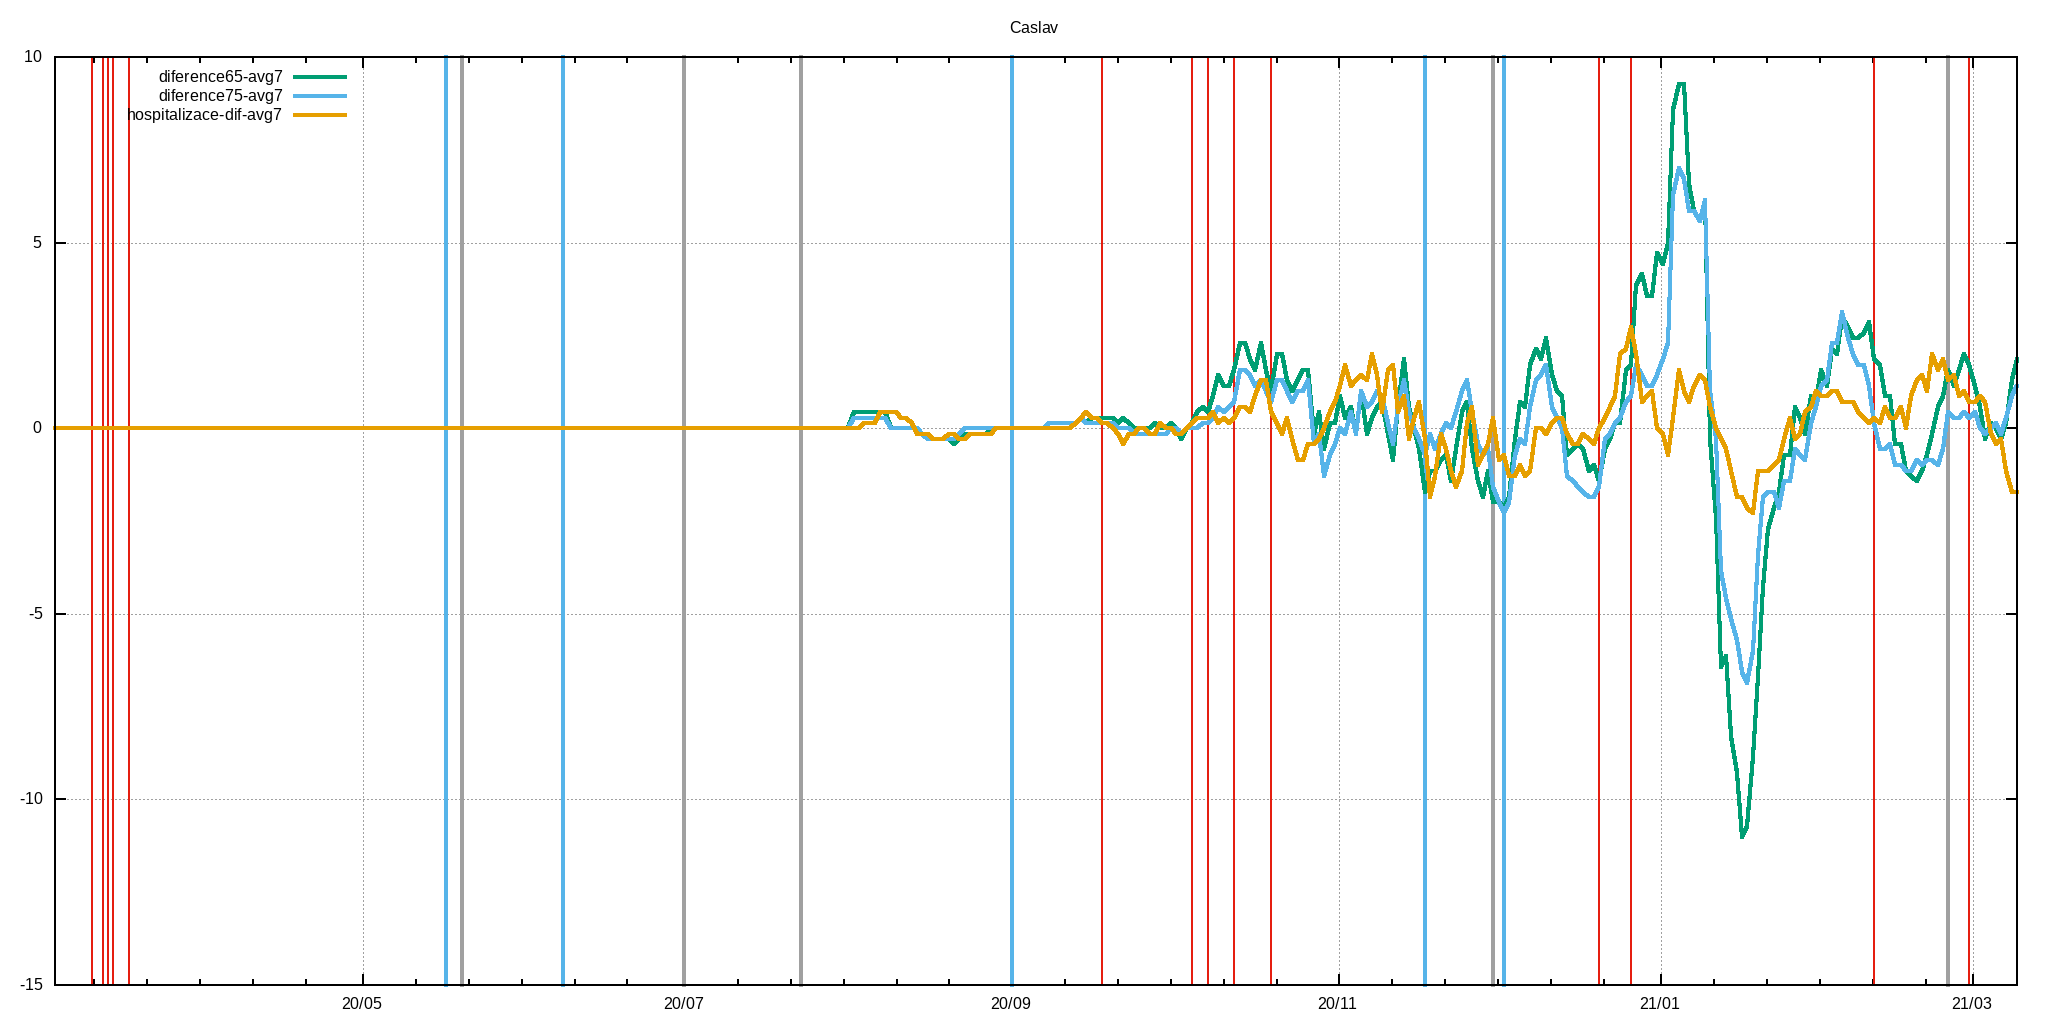 Caslav
10
diference65-avg7
diference75-avg7
hospitalizace-dif-avg7
5
0
-5
-10
-15
20/05 20/07 20/09 20/11 21/01 21/03